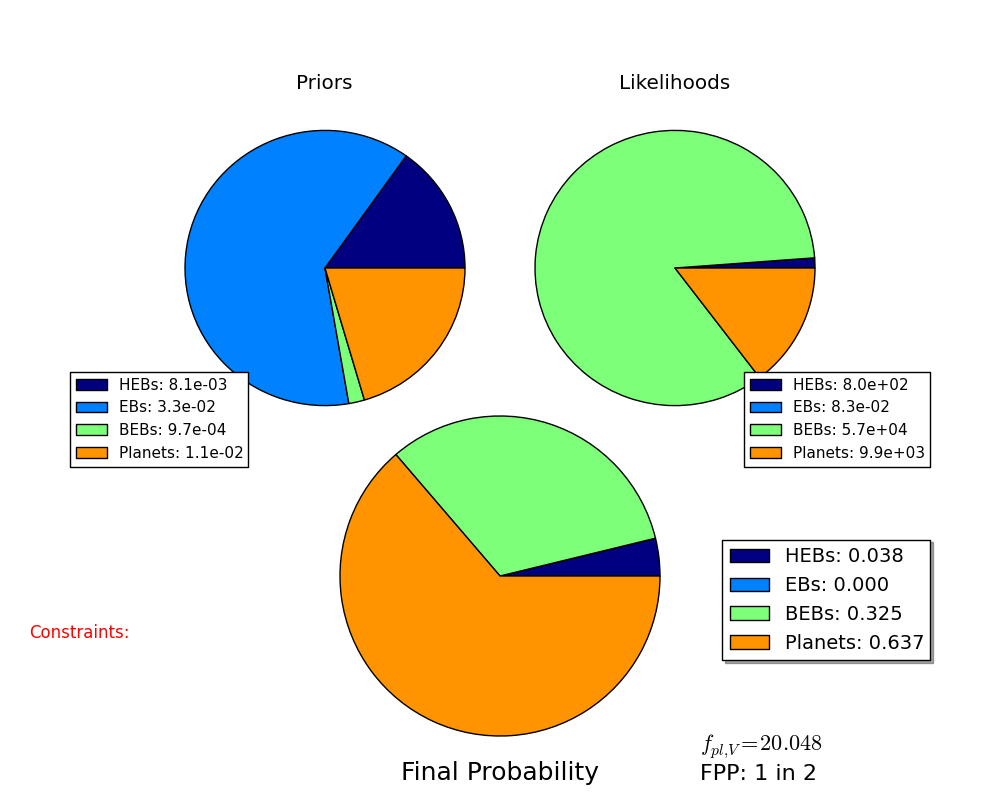 Priors
Likelihoods
HEBs: 8.1e-03
EBs: 3.3e-02
BEBs: 9.7e-04
Planets: 1.1e-02
HEBs: 8.0e+02
EBs: 8.3e-02
BEBs: 5.7e+04
Planets: 9.9e+03
HEBs: 0.038
EBs: 0.000
BEBs: 0.325
Planets: 0.637
Constraints:
f_{pl,V}=20.048
Final Probability
FPP: 1 in 2